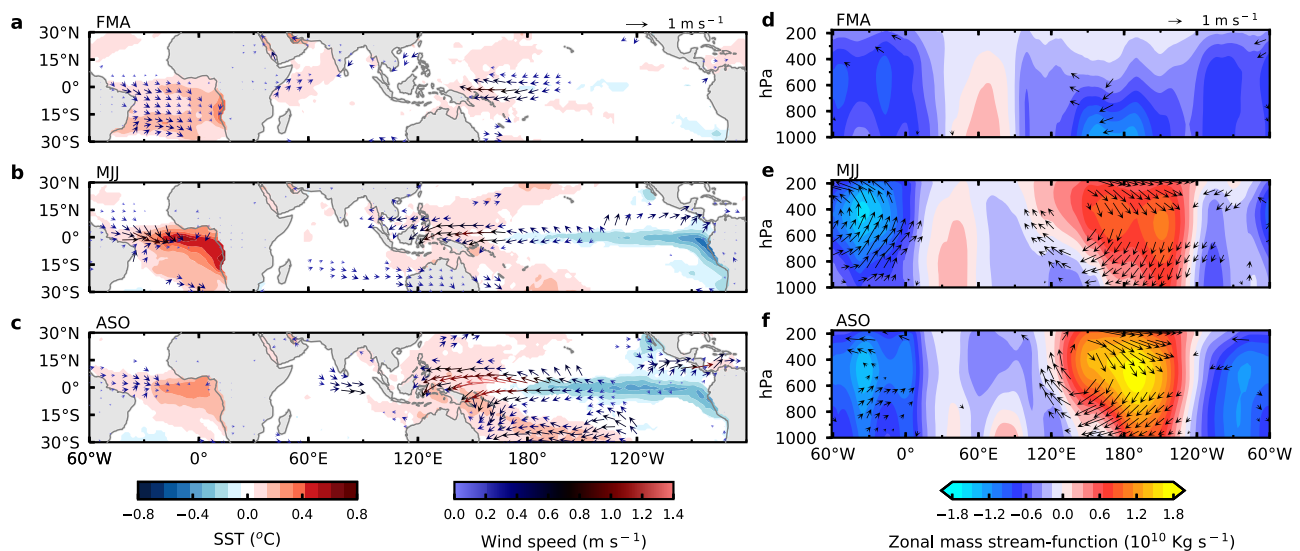 a FMA 1 m s⁻¹
30°N
15°N
0°
15°S
30°S
b MJJ
30°N
15°N
0°
15°S
30°S
c ASO
30°N
15°N
0°
15°S
30°S
60°W 0° 60°E 120°E 180°W 120°W
−0.8 −0.4 0.0 0.4 0.8
SST (°C)
0.0 0.2 0.4 0.6 0.8 1.0 1.2 1.4
Wind speed (m s⁻¹)
d FMA 1 m s⁻¹
200
400
600
800
1000
hPa
e MJJ
200
400
600
800
1000
hPa
f ASO
200
400
600
800
1000
hPa
60°W 0° 60°E 120°E 180°W 120°W 60°W
−1.8 −1.2 −0.6 0.0 0.6 1.2 1.8
Zonal mass stream-function (10¹⁰ Kg s⁻¹)